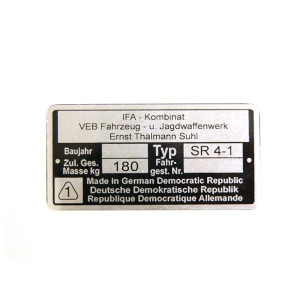 IFA - Kombinat
VEB Fahrzeug - u. Jagdwaffenwerk
Ernst Thälmann Suhl
Baujahr Typ SR 4-1
Zul. Ges. Masse kg 180 Fahr- gest. Nr.
1
Made in German Democratic Republic
Deutsche Demokratische Republik
Republique Democratique Allemande